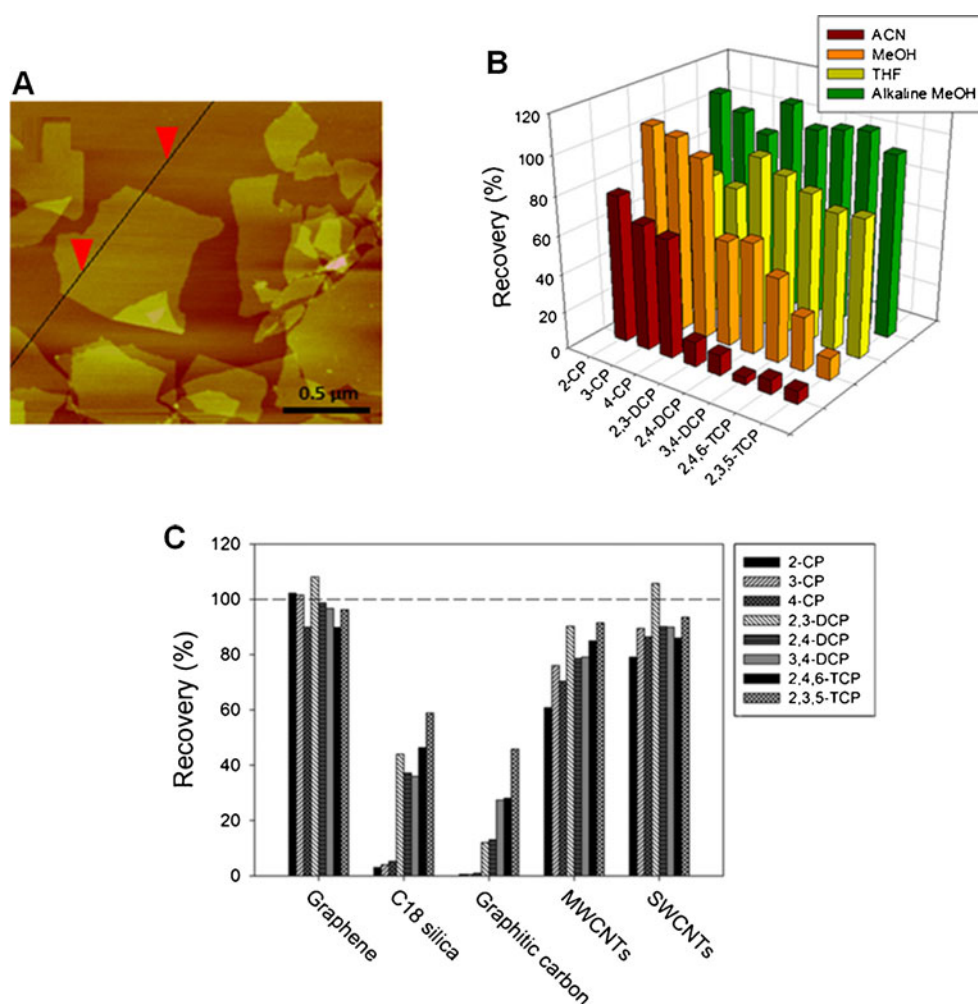 A
0.5 µm
B
ACN
MeOH
THF
Alkaline MeOH
Recovery (%)
120
100
80
60
40
20
0
2-CP
3-CP
4-CP
2,3-DCP
2,4-DCP
3,4-DCP
2,4,6-TCP
2,3,5-TCP
C
Recovery (%)
120
100
80
60
40
20
0
Graphene
C18 silica
Graphitic carbon
MWCNTs
SWCNTs
2-CP
3-CP
4-CP
2,3-DCP
2,4-DCP
3,4-DCP
2,4,6-TCP
2,3,5-TCP